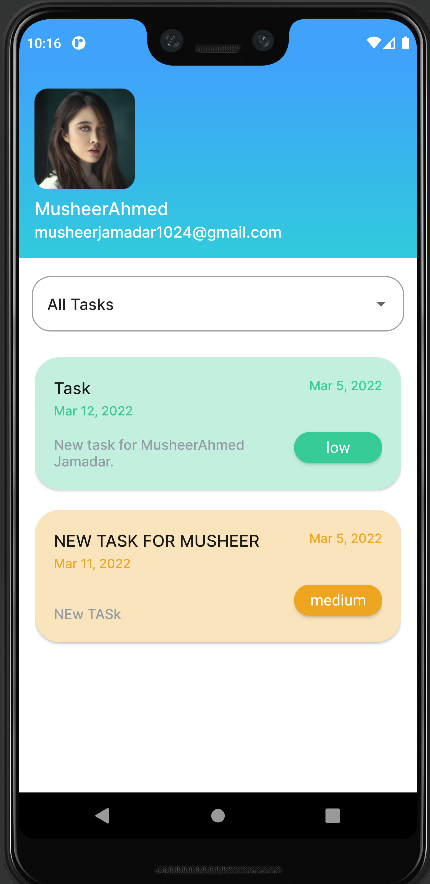 10:16
MusheerAhmed
musheerjamadar1024@gmail.com
All Tasks
Task
Mar 5, 2022
Mar 12, 2022
New task for MusheerAhmed
Jamadar.
low
NEW TASK FOR MUSHEER
Mar 5, 2022
Mar 11, 2022
medium
NEw TASk